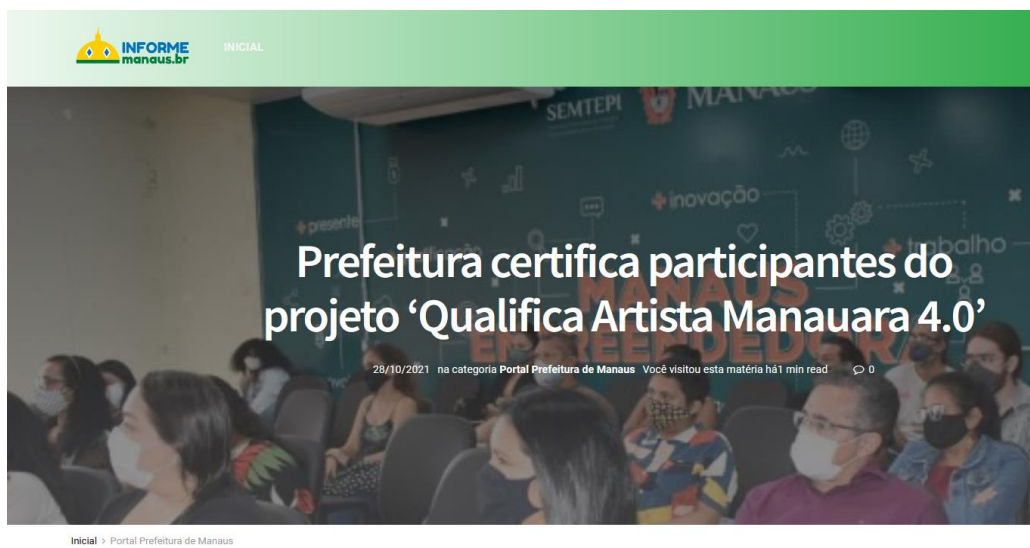 INFORME
manaus.br
INICIAL
SEMTEPI
MANAUS
+inovação
+presente
+trabalho
Prefeitura certifica participantes do
projeto ‘Qualifica Artista Manauara 4.0’
MANAUS
EMPREENDEDORA
28/10/2021 na categoria Portal Prefeitura de Manaus Você visitou esta matéria há1 min read 0
Inicial > Portal Prefeitura de Manaus